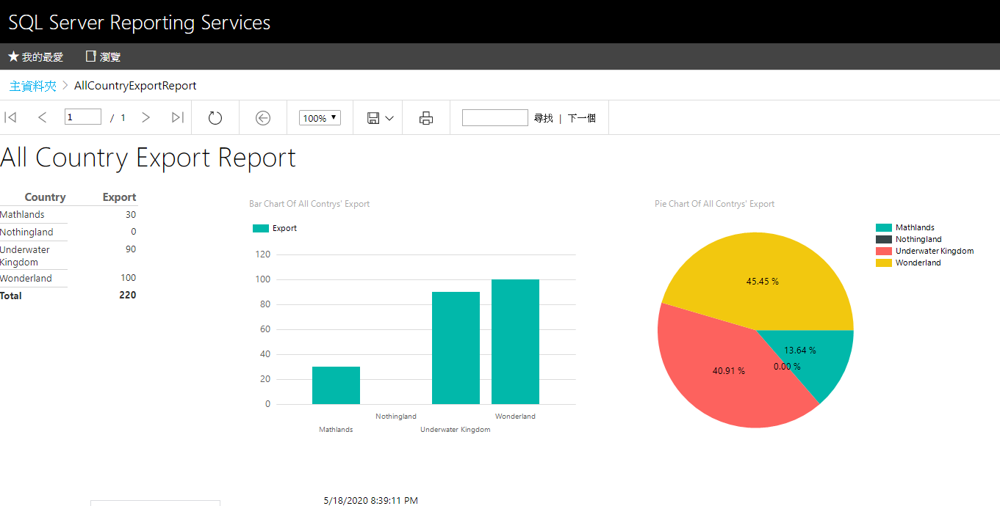 SQL Server Reporting Services
我的最愛 瀏覽
主資料夾 > AllCountryExportReport
1 / 1 100% 尋找 | 下一個
All Country Export Report
Country Export
Mathlands 30
Nothingland 0
Underwater Kingdom 90
Wonderland 100
Total 220
Bar Chart Of All Contrys' Export
Export
120
100
80
60
40
20
0
Nothingland Wonderland
Mathlands Underwater Kingdom
Pie Chart Of All Contrys' Export
Mathlands
Nothingland
Underwater Kingdom
Wonderland
45.45 %
13.64 %
0.00 %
40.91 %
5/18/2020 8:39:11 PM